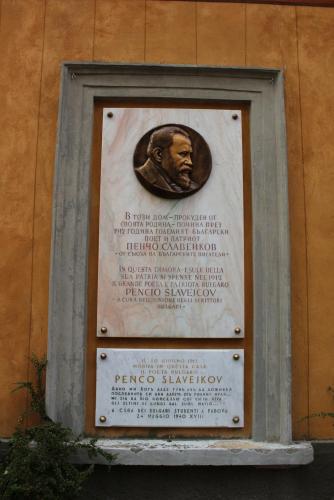 В ТОЗИ ДОМ–ПРОКУДЕН ОТ
СВОЯТА РОДИНА–ПОЧИНА ПРЕЗ
1912 ГОДИНА ГОЛЕМИЯТ БЪЛГАРСКИ
ПОЕТ И ПАТРИОТ
ПЕНЧО СЛАВЕЙКОВ
–ОТ СЪЮЗА НА БЪЛГАРСКИТЕ ПИСАТЕЛИ–
IN QUESTA DIMORA–ESULE DELLA
SUA PATRIA SI SPENSE NEL 1912
IL GRANDE POETA E PATRIOTA BULGARO
PENCIO SLAVEICOV
A CURA DELL'UNIONE DEGLI SCRITTORI
BULGARI
IL 10 GIUGNO 1912
MORIVA IN QUESTA CASA
IL POETA BULGARO
PENCO SLAVEJKOV
A CURA DEI BULGARI STUDENTI A PADOVA
24 MAGGIO 1940 XVIII